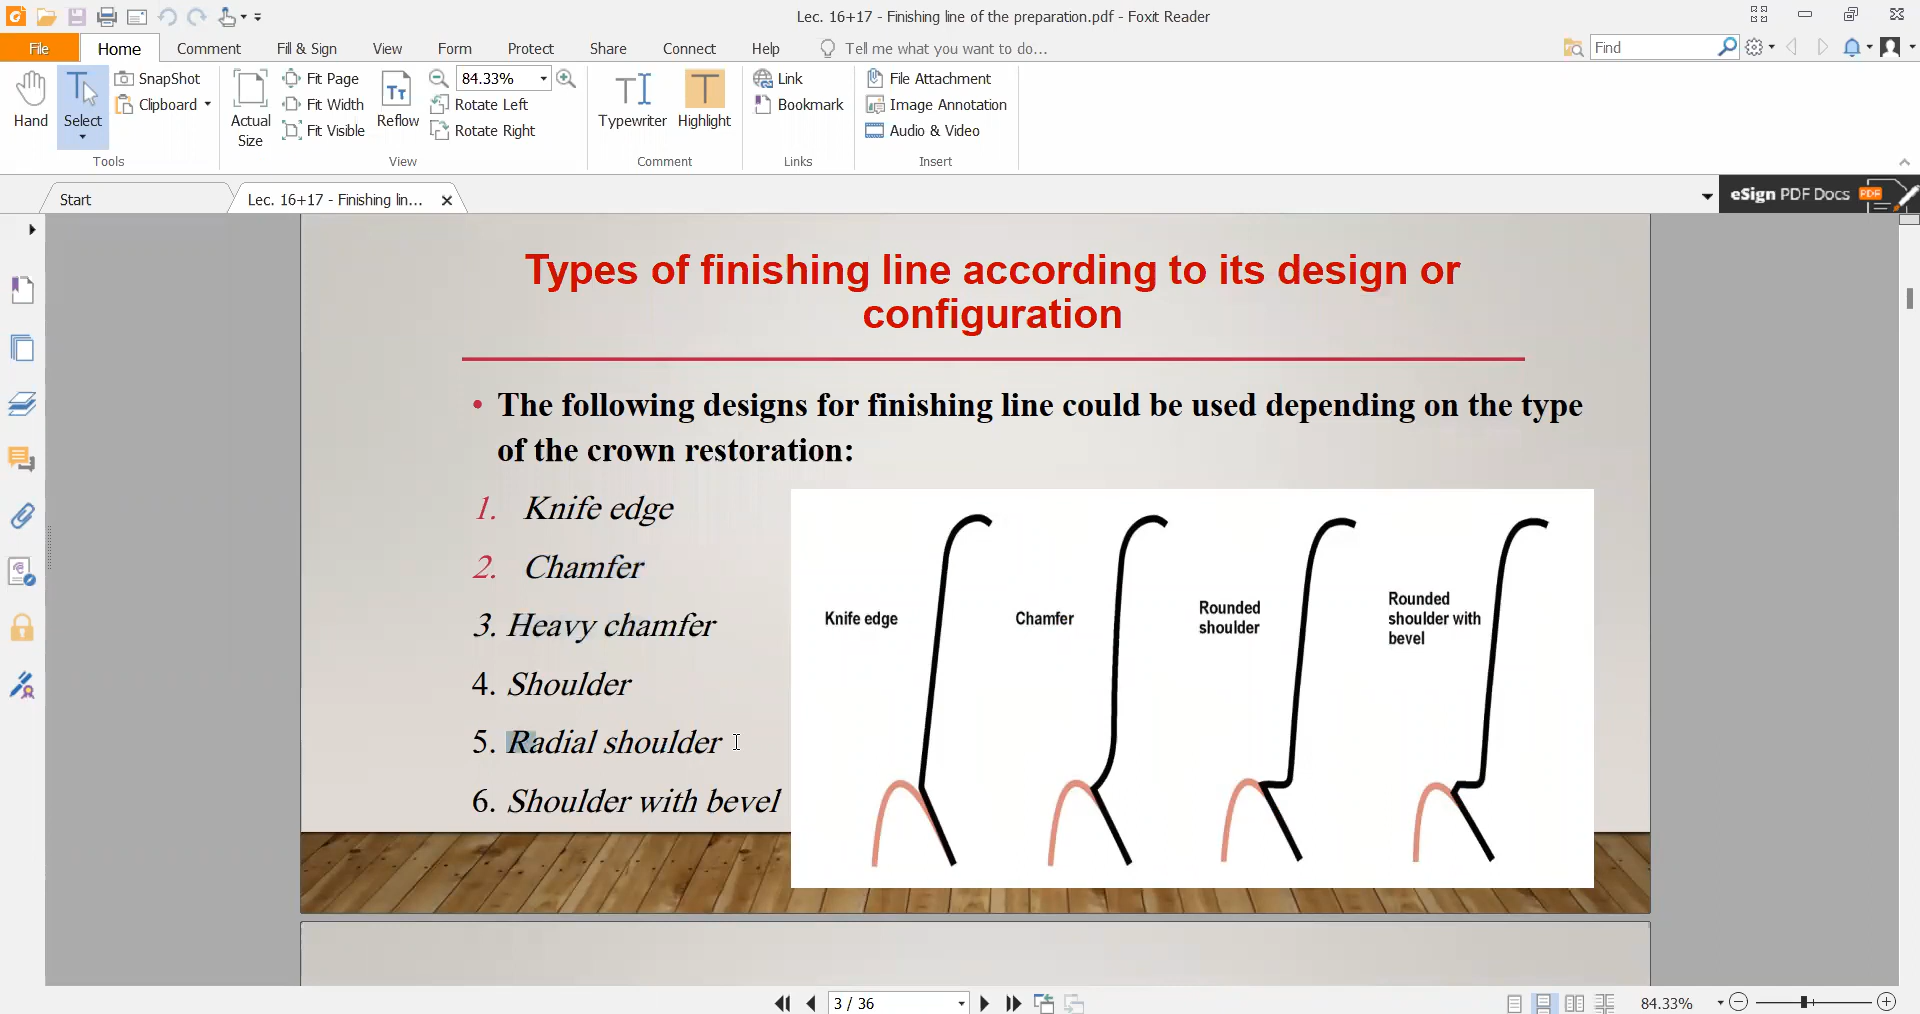 Lec. 16+17 - Finishing line of the preparation.pdf - Foxit Reader
File Home Comment Fill & Sign View Form Protect Share Connect Help Tell me what you want to do... Find
Hand
Select
SnapShot
Clipboard
Tools
Actual Size
Fit Page
Fit Width
Fit Visible
Reflow
84.33%
Rotate Left
Rotate Right
View
Typewriter
Highlight
Comment
Link
Bookmark
Links
File Attachment
Image Annotation
Audio & Video
Insert
Start
Lec. 16+17 - Finishing lin...
eSign PDF Docs PDF
Types of finishing line according to its design or
configuration
• The following designs for finishing line could be used depending on the type
of the crown restoration:
1. Knife edge
2. Chamfer
3. Heavy chamfer
4. Shoulder
5. Radial shoulder
6. Shoulder with bevel
Knife edge
Chamfer
Rounded
shoulder
Rounded
shoulder with
bevel
3 / 36
84.33%